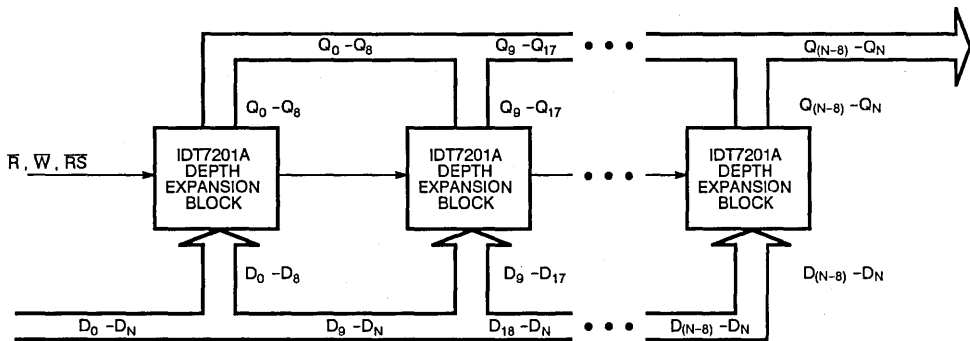 Q₀ –Q₈
Q₉ –Q₁₇
• • •
Q₍N-8₎ –QN
Q₀ –Q₈
Q₉ –Q₁₇
Q₍N-8₎ –QN
R̅ , W̅, R̅S̅
IDT7201A
DEPTH
EXPANSION
BLOCK
IDT7201A
DEPTH
EXPANSION
BLOCK
• • •
IDT7201A
DEPTH
EXPANSION
BLOCK
D₀ –D₈
D₉ –D₁₇
D₍N-8₎ –DN
D₀ –DN
D₉ –DN
D₁₈ –DN
• • •
D₍N-8₎ –DN